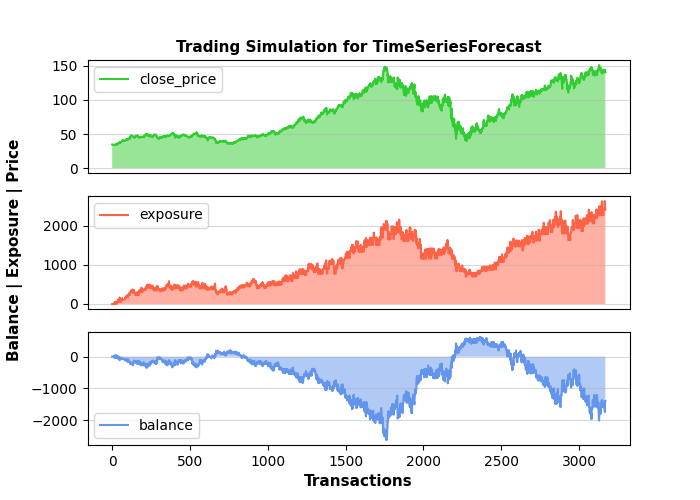 Trading Simulation for TimeSeriesForecast
150
100
50
0
close_price
2000
1000
0
exposure
0
−1000
−2000
balance
0 500 1000 1500 2000 2500 3000
Transactions
Balance | Exposure | Price